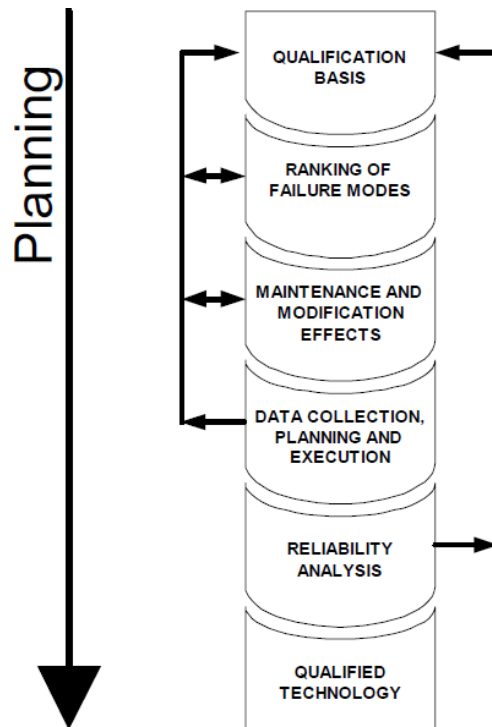 Planning
QUALIFICATION
BASIS
RANKING OF
FAILURE MODES
MAINTENANCE AND
MODIFICATION
EFFECTS
DATA COLLECTION,
PLANNING AND
EXECUTION
RELIABILITY
ANALYSIS
QUALIFIED
TECHNOLOGY